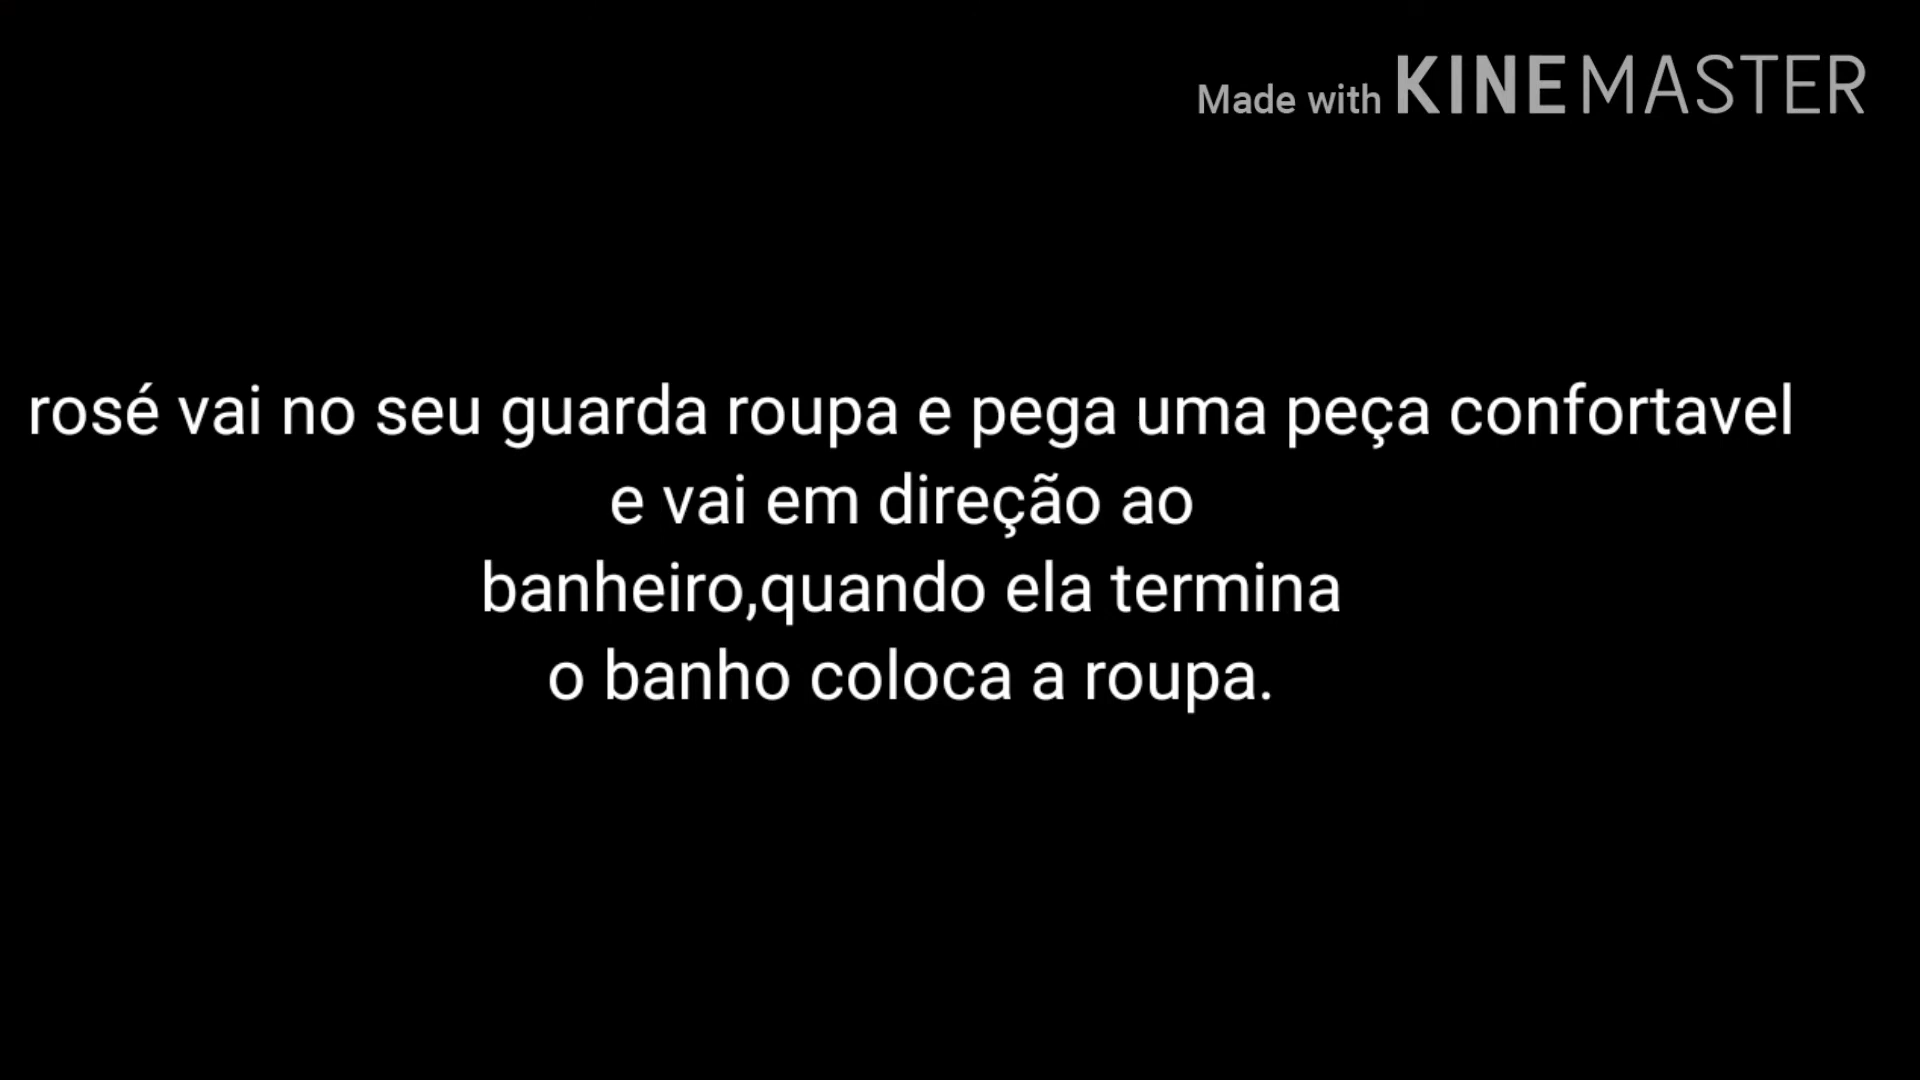 Made with KINEMASTER
rosé vai no seu guarda roupa e pega uma peça confortavel
e vai em direção ao
banheiro,quando ela termina
o banho coloca a roupa.